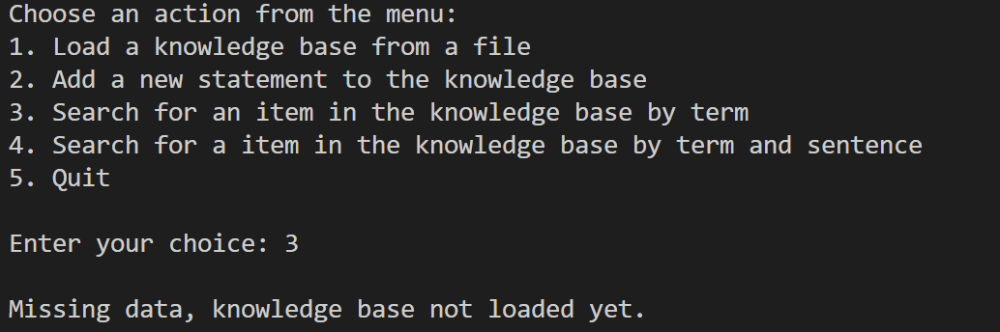 Choose an action from the menu:
1. Load a knowledge base from a file
2. Add a new statement to the knowledge base
3. Search for an item in the knowledge base by term
4. Search for a item in the knowledge base by term and sentence
5. Quit
Enter your choice: 3
Missing data, knowledge base not loaded yet.